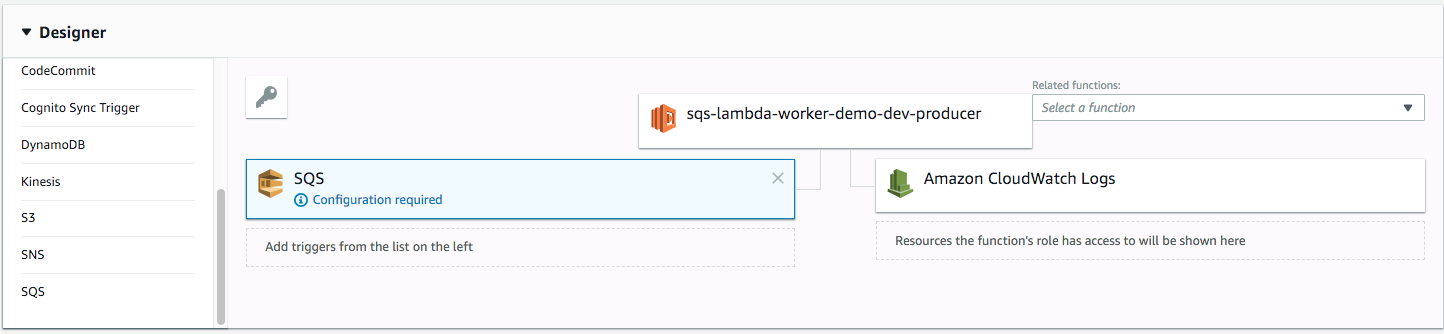 Designer
CodeCommit
Cognito Sync Trigger
DynamoDB
Kinesis
S3
SNS
SQS
Related functions:
Select a function
sqs-lambda-worker-demo-dev-producer
SQS
Configuration required
Add triggers from the list on the left
Amazon CloudWatch Logs
Resources the function's role has access to will be shown here